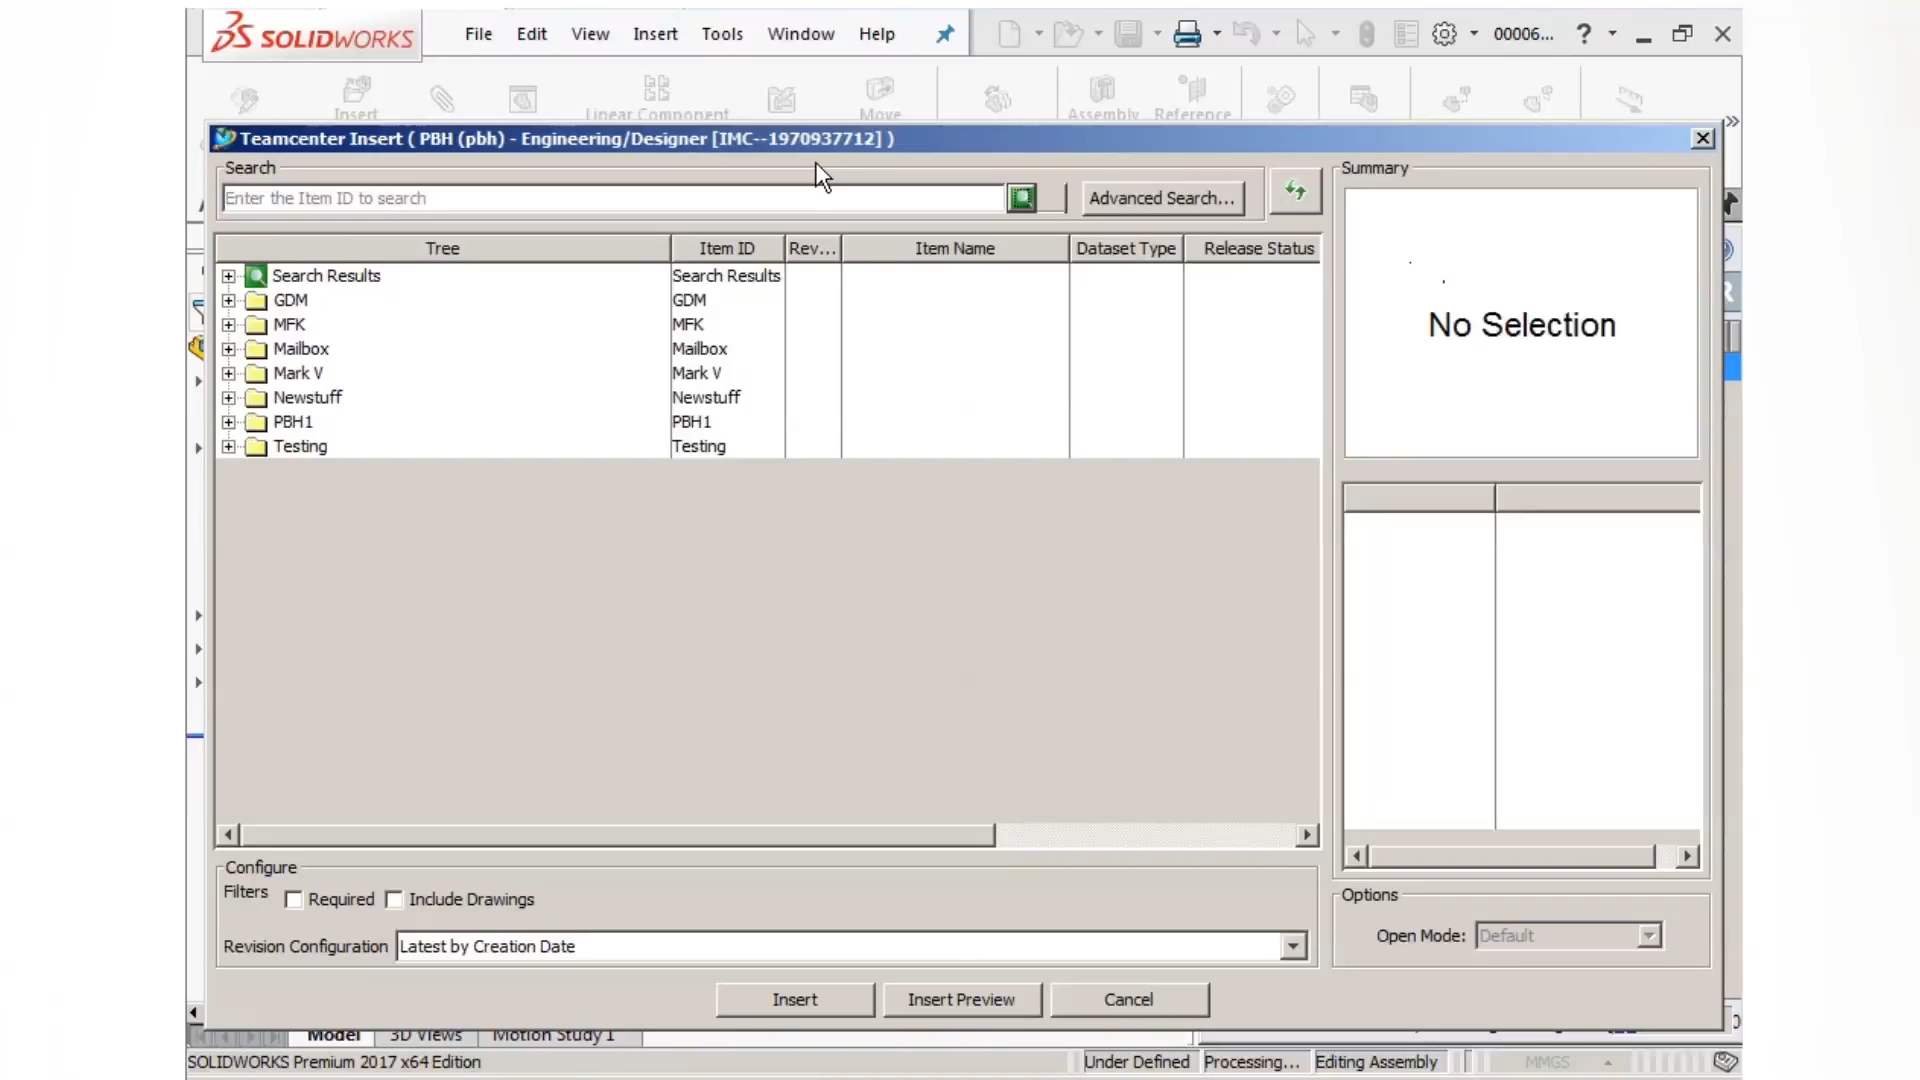 SOLIDWORKS File Edit View Insert Tools Window Help 00006... ?
Insert Linear Component Move Assembly Reference
Teamcenter Insert ( PBH (pbh) - Engineering/Designer [IMC--1970937712] )
Search
Enter the Item ID to search
Advanced Search...
Summary
No Selection
Tree Item ID Rev... Item Name Dataset Type Release Status
Search Results Search Results
GDM GDM
MFK MFK
Mailbox Mailbox
Mark V Mark V
Newstuff Newstuff
PBH1 PBH1
Testing Testing
Configure
Filters Required Include Drawings
Revision Configuration Latest by Creation Date
Options
Open Mode: Default
Insert Insert Preview Cancel
Model 3D Views Motion Study 1
SOLIDWORKS Premium 2017 x64 Edition Under Defined Processing... Editing Assembly MMGS